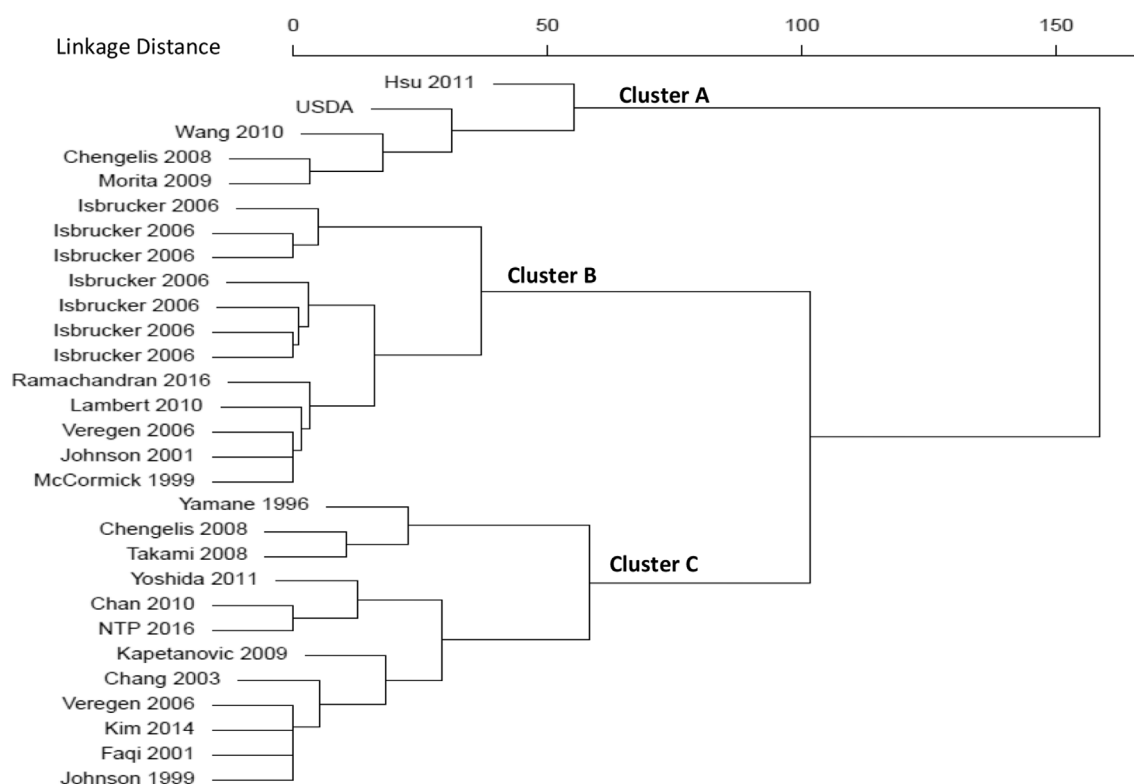 0 50 100 150
Linkage Distance
Hsu 2011
Cluster A
USDA
Wang 2010
Chengelis 2008
Morita 2009
Isbrucker 2006
Isbrucker 2006
Isbrucker 2006
Cluster B
Isbrucker 2006
Isbrucker 2006
Isbrucker 2006
Isbrucker 2006
Ramachandran 2016
Lambert 2010
Veregen 2006
Johnson 2001
McCormick 1999
Yamane 1996
Chengelis 2008
Takami 2008
Cluster C
Yoshida 2011
Chan 2010
NTP 2016
Kapetanovic 2009
Chang 2003
Veregen 2006
Kim 2014
Faqi 2001
Johnson 1999